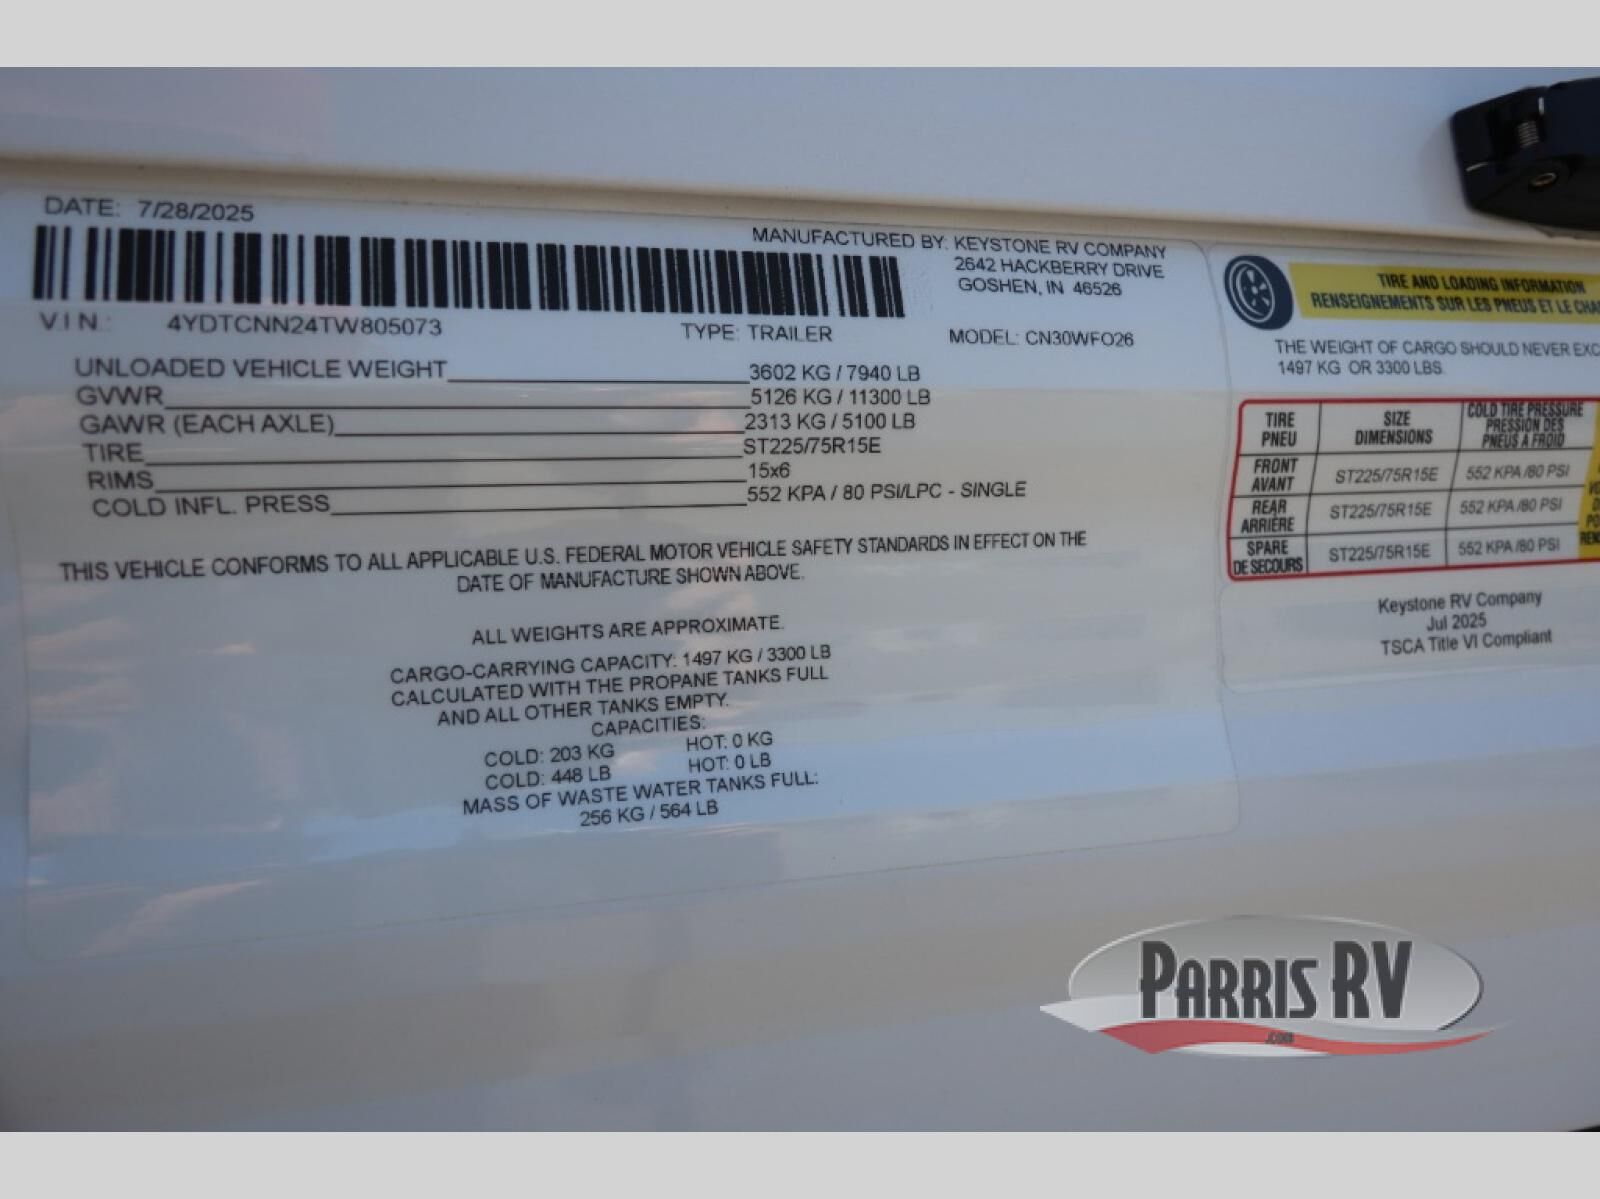 DATE: 7/28/2025
MANUFACTURED BY: KEYSTONE RV COMPANY
2642 HACKBERRY DRIVE
GOSHEN, IN 46526
V.I.N.: 4YDTCNN24TW805073 TYPE: TRAILER MODEL: CN30WFO26
UNLOADED VEHICLE WEIGHT 3602 KG / 7940 LB
GVWR 5126 KG / 11300 LB
GAWR (EACH AXLE) 2313 KG / 5100 LB
TIRE ST225/75R15E
RIMS 15x6
COLD INFL. PRESS 552 KPA / 80 PSI/LPC - SINGLE
THIS VEHICLE CONFORMS TO ALL APPLICABLE U.S. FEDERAL MOTOR VEHICLE SAFETY STANDARDS IN EFFECT ON THE
DATE OF MANUFACTURE SHOWN ABOVE.
ALL WEIGHTS ARE APPROXIMATE.
CARGO-CARRYING CAPACITY: 1497 KG / 3300 LB
CALCULATED WITH THE PROPANE TANKS FULL
AND ALL OTHER TANKS EMPTY.
CAPACITIES:
COLD: 203 KG HOT: 0 KG
COLD: 448 LB HOT: 0 LB
MASS OF WASTE WATER TANKS FULL:
256 KG / 564 LB
TIRE AND LOADING INFORMATION
RENSEIGNEMENTS SUR LES PNEUS ET LE
THE WEIGHT OF CARGO SHOULD NEVER
1497 KG OR 3300 LBS.
TIRE SIZE COLD TIRE PRESSURE
PNEU DIMENSIONS PRESSION DES
PNEUS A FROID
FRONT
AVANT ST225/75R15E 552 KPA /80 PSI
REAR
ARRIÈRE ST225/75R15E 552 KPA /80 PSI
SPARE
DE SECOURS ST225/75R15E 552 KPA /80 PSI
Keystone RV Company
Jul 2025
TSCA Title VI Compliant
PARRIS RV
.COM